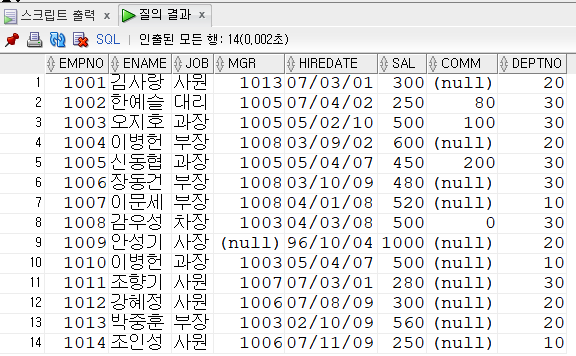 스크립트 출력 x 질의 결과 x
SQL | 인출된 모든 행: 14(0,002초)
EMPNO ENAME JOB MGR HIREDATE SAL COMM DEPTNO
1 1001 김사랑 사원 1013 07/03/01 300 (null) 20
2 1002 한예슬 대리 1005 07/04/02 250 80 30
3 1003 오지호 과장 1005 05/02/10 500 100 30
4 1004 이병헌 부장 1008 03/09/02 600 (null) 20
5 1005 신동협 과장 1005 05/04/07 450 200 30
6 1006 장동건 부장 1008 03/10/09 480 (null) 30
7 1007 이문세 부장 1008 04/01/08 520 (null) 10
8 1008 감우성 차장 1003 04/03/08 500 0 30
9 1009 안성기 사장 (null) 96/10/04 1000 (null) 20
10 1010 이병헌 과장 1003 05/04/07 500 (null) 10
11 1011 조향기 사원 1007 07/03/01 280 (null) 30
12 1012 강혜정 사원 1006 07/08/09 300 (null) 20
13 1013 박중훈 부장 1003 02/10/09 560 (null) 20
14 1014 조인성 사원 1006 07/11/09 250 (null) 10